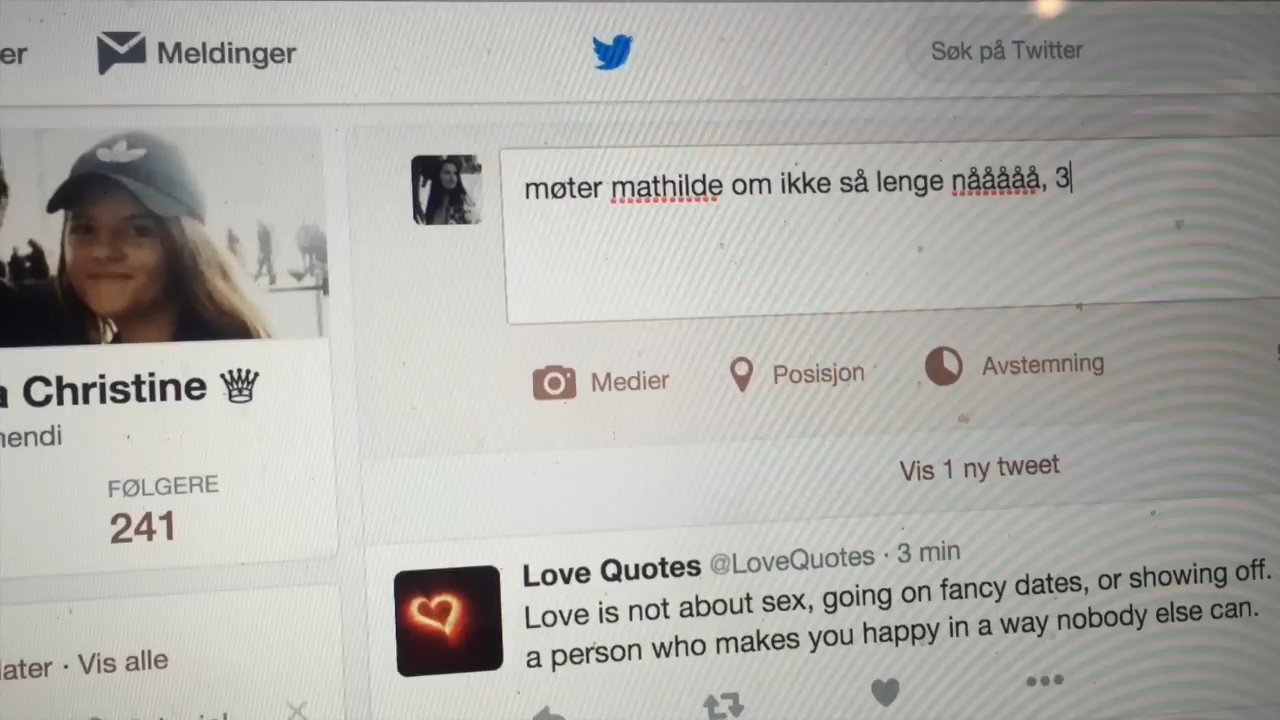 er Meldinger Søk på Twitter
møter mathilde om ikke så lenge nååååå, 3
Medier Posisjon Avstemning
Christine
endi
FØLGERE
241
Vis 1 ny tweet
Love Quotes @LoveQuotes · 3 min
Love is not about sex, going on fancy dates, or showing off.
a person who makes you happy in a way nobody else can.
later · Vis alle